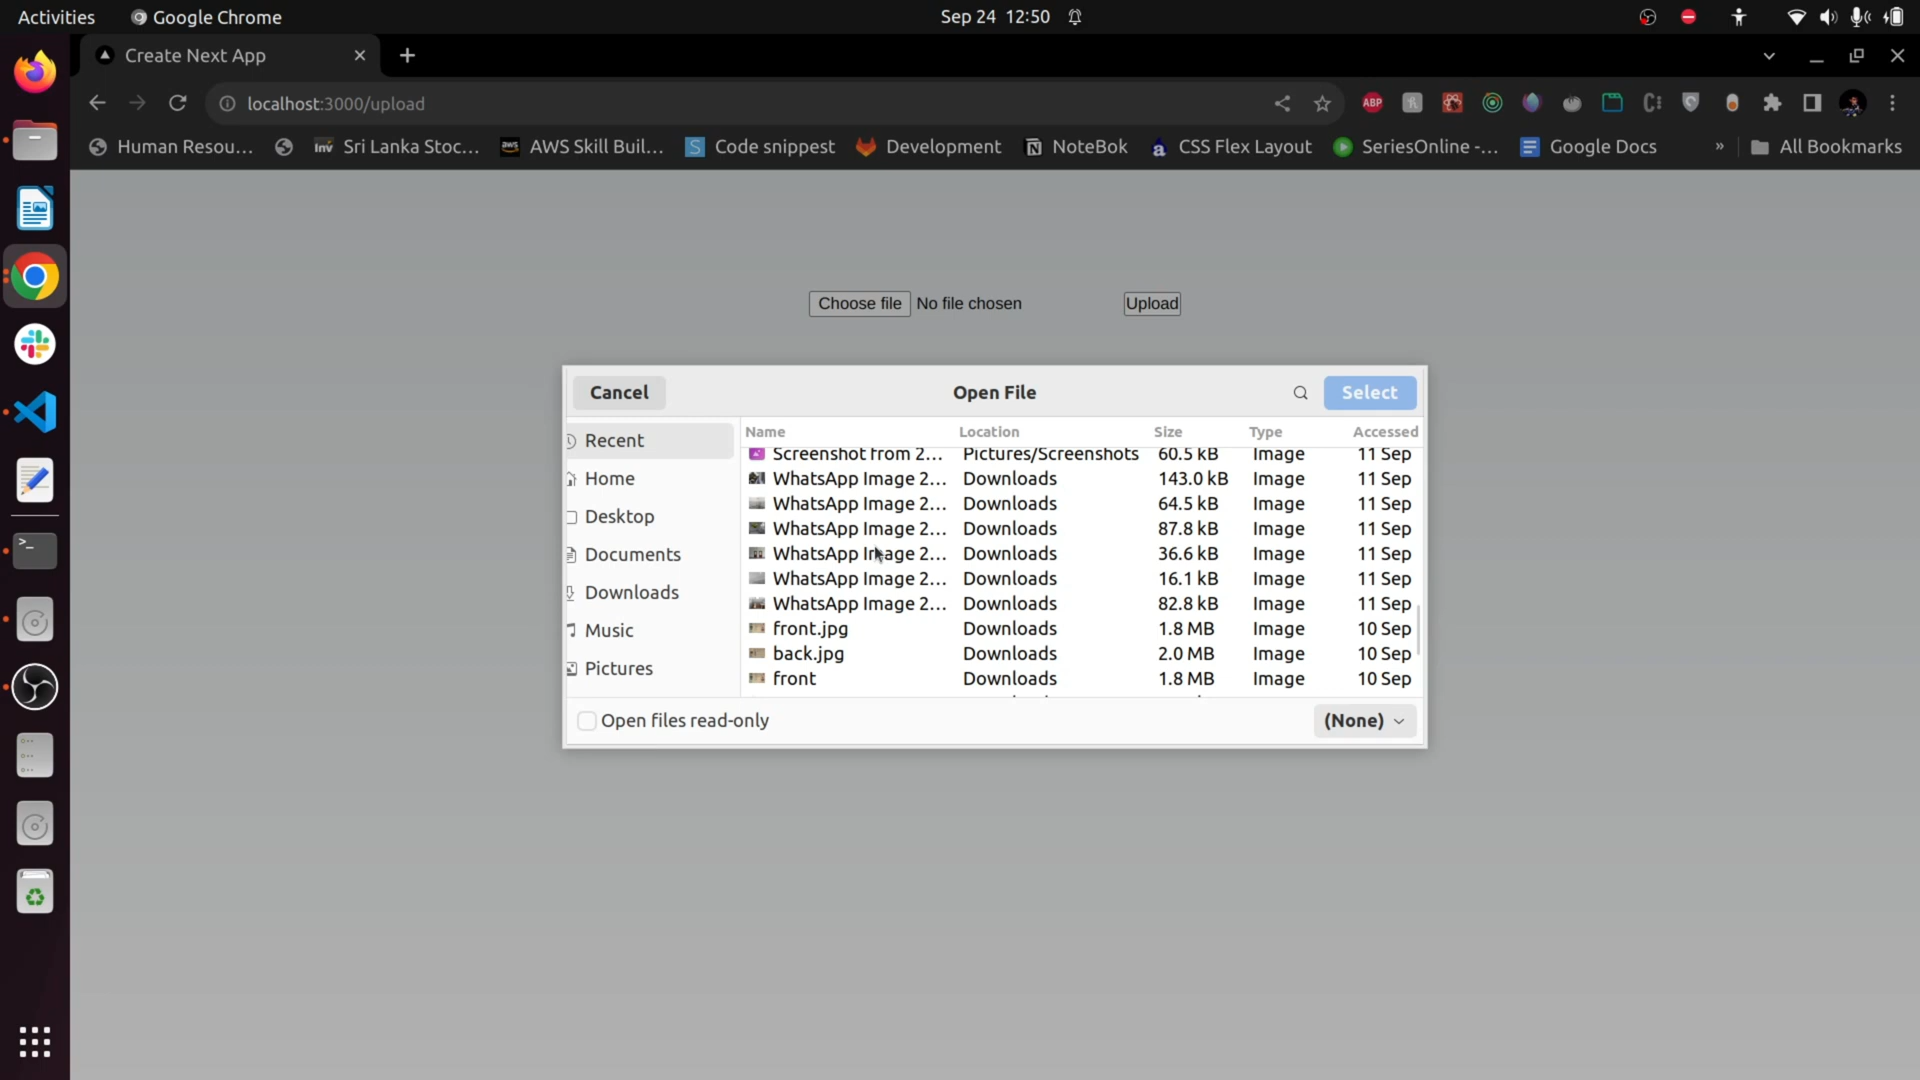 Activities Google Chrome Sep 24 12:50
Create Next App
localhost:3000/upload ABP
Human Resou... inv Sri Lanka Stoc... aws AWS Skill Buil... S Code snippet Development NoteBok a CSS Flex Layout SeriesOnline -... Google Docs » All Bookmarks
Choose file No file chosen Upload
Cancel Open File Select
Name Location Size Type Accessed
Recent
Home
Desktop
Documents
Downloads
Music
Pictures
Screenshot from 2... Pictures/Screenshots 60.5 kB Image 11 Sep
WhatsApp Image 2... Downloads 143.0 kB Image 11 Sep
WhatsApp Image 2... Downloads 64.5 kB Image 11 Sep
WhatsApp Image 2... Downloads 87.8 kB Image 11 Sep
WhatsApp Image 2... Downloads 36.6 kB Image 11 Sep
WhatsApp Image 2... Downloads 16.1 kB Image 11 Sep
WhatsApp Image 2... Downloads 82.8 kB Image 11 Sep
front.jpg Downloads 1.8 MB Image 10 Sep
back.jpg Downloads 2.0 MB Image 10 Sep
front Downloads 1.8 MB Image 10 Sep
Open files read-only (None)